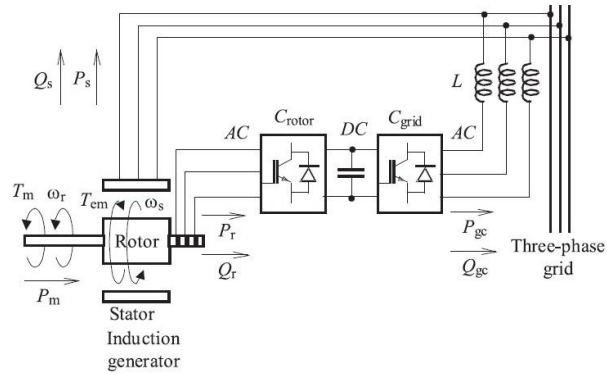 Qs Ps
L
Crotor
Cgrid
AC
DC
AC
Tm ωr
Tem
ωs
Rotor
Pr
Qr
Pm
Pgc
Qgc
Three-phase
grid
Stator
Induction
generator